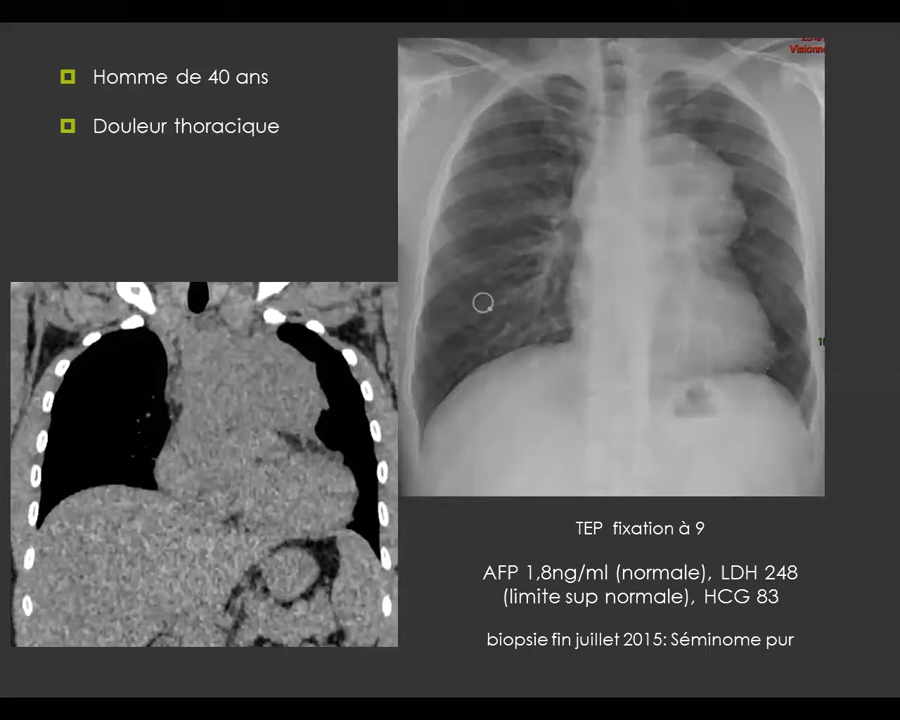 Homme de 40 ans
Douleur thoracique
Visionn
TEP fixation à 9
AFP 1,8ng/ml (normale), LDH 248
(limite sup normale), HCG 83
biopsie fin juillet 2015: Séminome pur